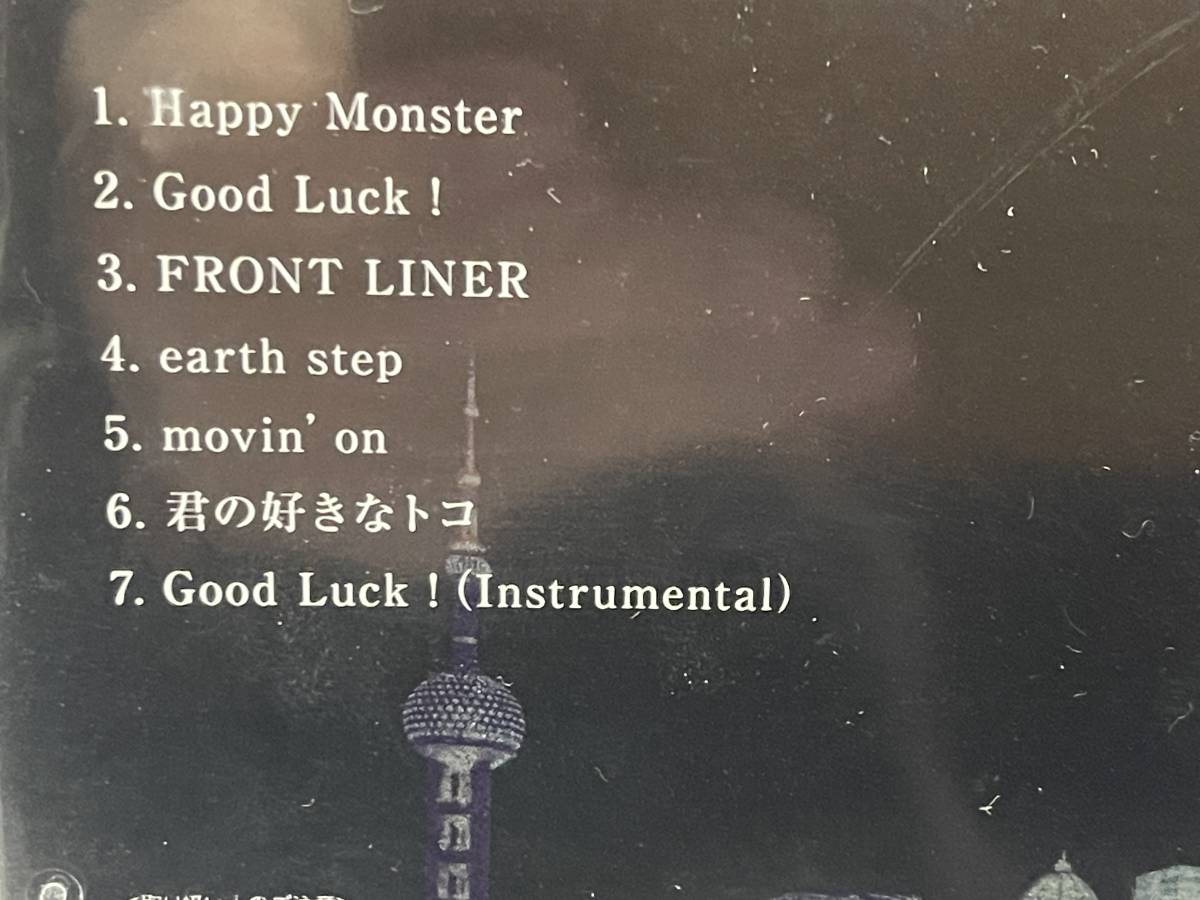 1. Happy Monster
2. Good Luck !
3. FRONT LINER
4. earth step
5. movin' on
6. 君の好きなトコ
7. Good Luck ! (Instrumental)